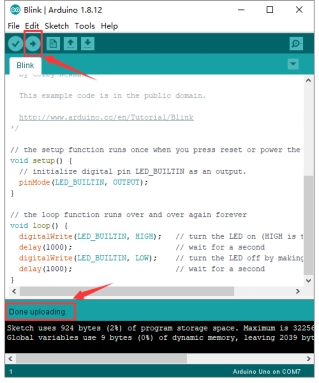 Blink | Arduino 1.8.12
File Edit Sketch Tools Help
Blink
This example code is in the public domain.
http://www.arduino.cc/en/Tutorial/Blink
*/
// the setup function runs once when you press reset or power the
void setup() {
// initialize digital pin LED_BUILTIN as an output.
pinMode(LED_BUILTIN, OUTPUT);
}
// the loop function runs over and over again forever
void loop() {
digitalWrite(LED_BUILTIN, HIGH); // turn the LED on (HIGH is t
delay(1000); // wait for a second
digitalWrite(LED_BUILTIN, LOW); // turn the LED off by making
delay(1000); // wait for a second
}
Done uploading.
Sketch uses 924 bytes (2%) of program storage space. Maximum is 32256
Global variables use 9 bytes (0%) of dynamic memory, leaving 2039 byt
1
Arduino Uno on COM7